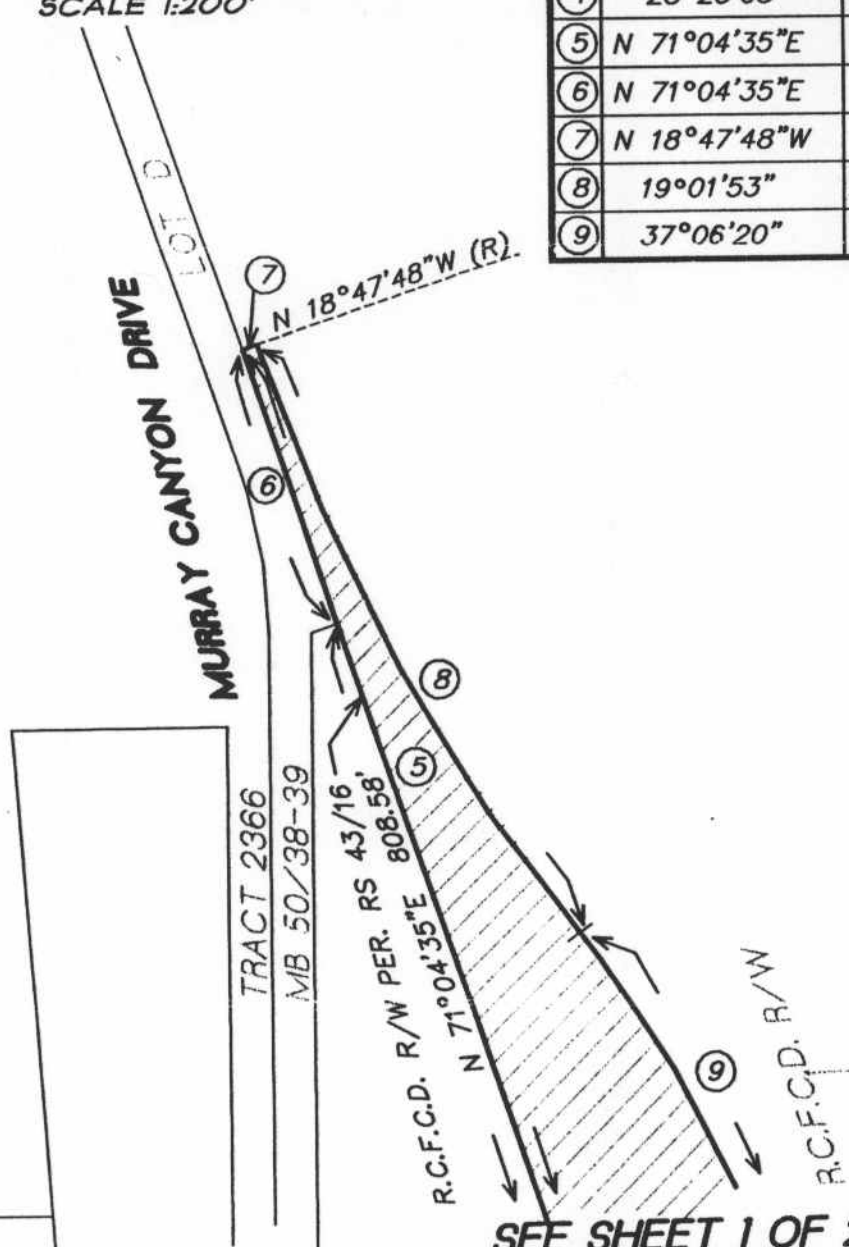 SCALE 1:200'
⑤ N 71°04'35"E
⑥ N 71°04'35"E
⑦ N 18°47'48"W
⑧ 19°01'53"
⑨ 37°06'20"
LOT D
⑦
N 18°47'48"W (R)
MURRAY CANYON DRIVE
⑥
⑧
⑤
TRACT 2366
MB 50/38-39
R.C.F.C.D. R/W PER. RS 43/16
N 71°04'35"E 808.58'
⑨
R.C.F.C.D. R/W
SEE SHEET 1 OF